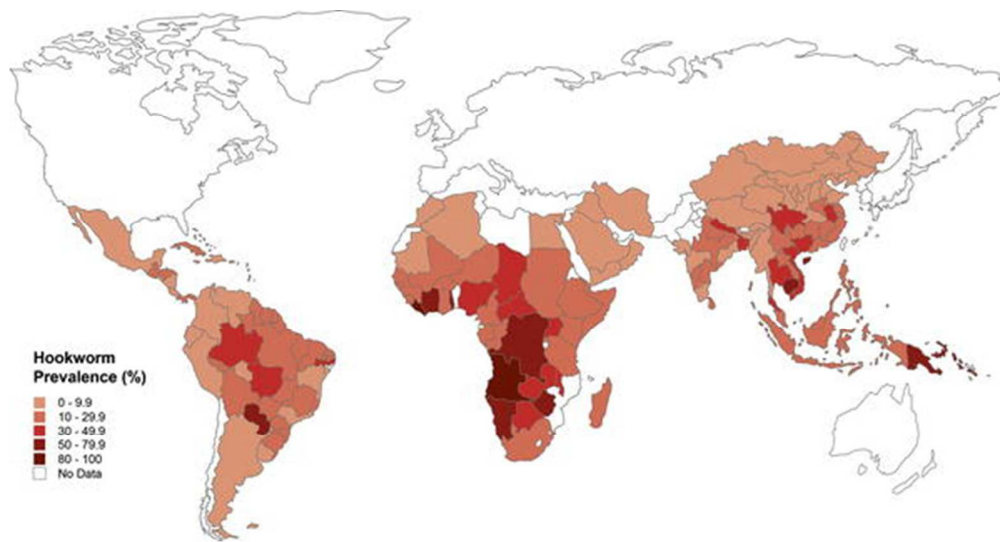 Hookworm
Prevalence (%)
0 - 9.9
10 - 29.9
30 - 49.9
50 - 79.9
80 - 100
No Data